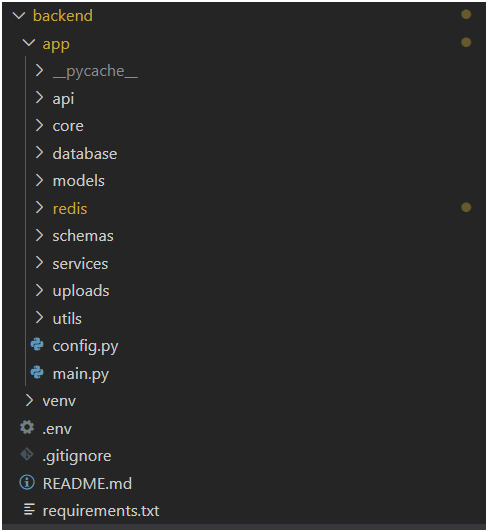 backend
app
__pycache__
api
core
database
models
redis
schemas
services
uploads
utils
config.py
main.py
venv
.env
.gitignore
README.md
requirements.txt